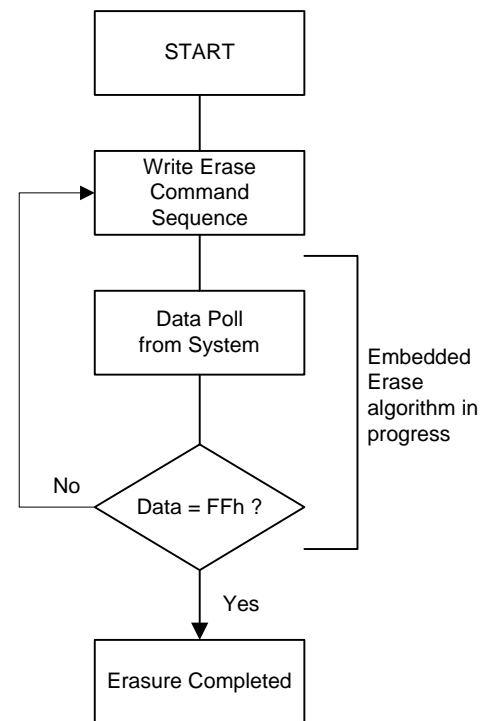 START
Write Erase
Command
Sequence
Data Poll
from System
Embedded
Erase
algorithm in
progress
No
Data = FFh ?
Yes
Erasure Completed